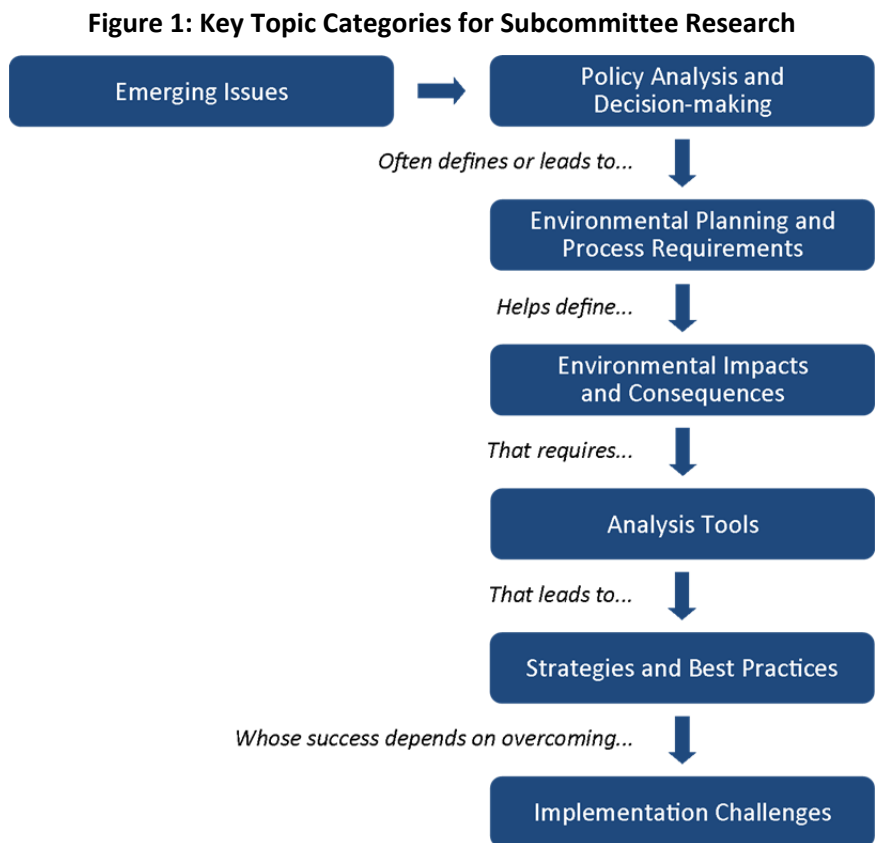 Figure 1: Key Topic Categories for Subcommittee Research
Emerging Issues
Policy Analysis and
Decision-making
Often defines or leads to...
Environmental Planning and
Process Requirements
Helps define...
Environmental Impacts
and Consequences
That requires...
Analysis Tools
That leads to...
Strategies and Best Practices
Whose success depends on overcoming...
Implementation Challenges